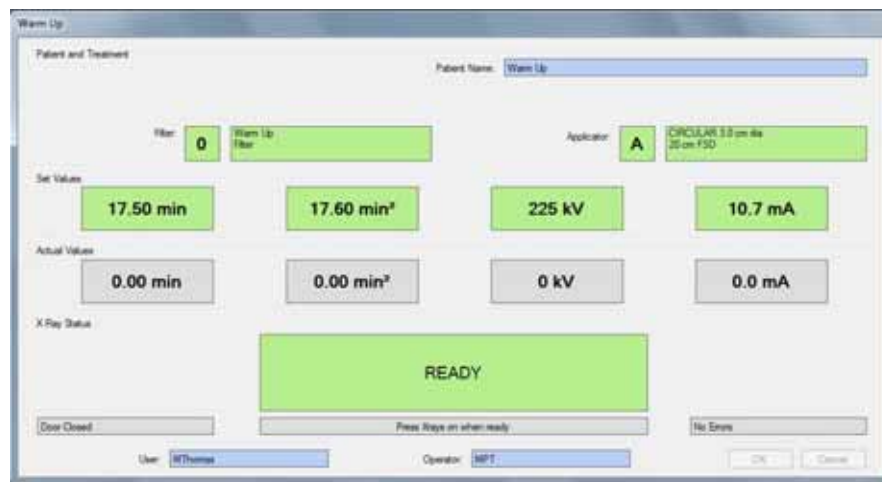 Warm Up
Patient and Treatment
Patient Name: Warm Up
Filter: 0 Warm Up
Filter
Applicator: A CIRCULAR 3.0 cm dia
20 cm FSD
Set Values
17.50 min 17.60 min² 225 kV 10.7 mA
Actual Values
0.00 min 0.00 min² 0 kV 0.0 mA
X Ray Status
READY
Door Closed Press Xrays on when ready No Errors
User: MThomas Operator: MPT OK Cancel